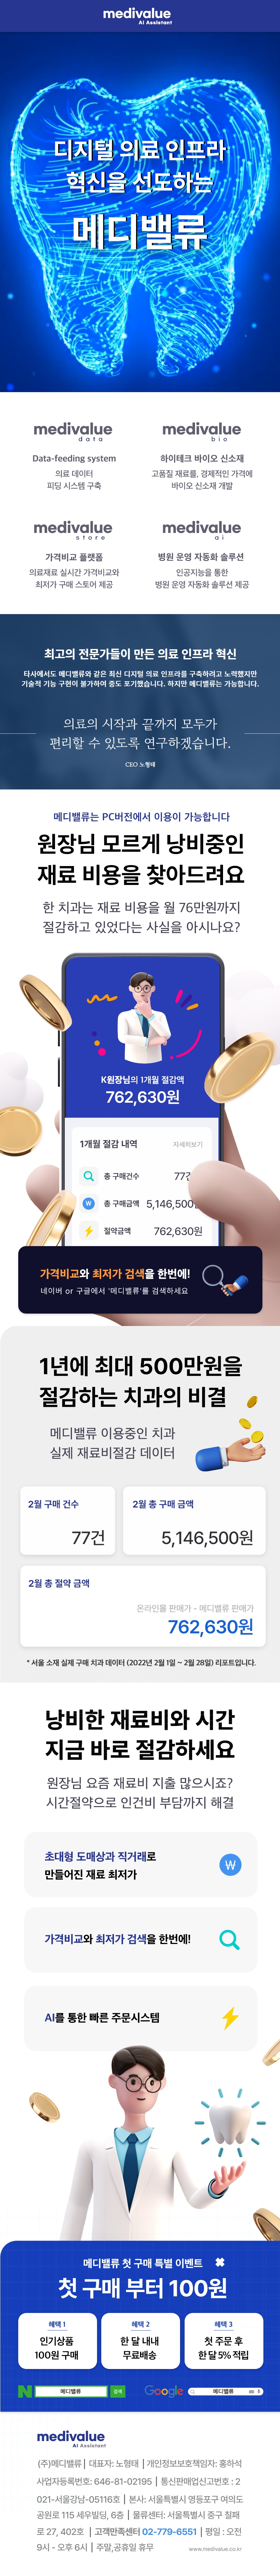 medivalue
AI Assistant
디지털 의료 인프라
혁신을 선도하는
메디밸류
medivalue
data
Data-feeding system
의료 데이터
피딩 시스템 구축
medivalue
bio
하이테크 바이오 신소재
고품질 재료를, 경제적인 가격에
바이오 신소재 개발
medivalue
store
가격비교 플랫폼
의료재료 실시간 가격비교와
최저가 구매 스토어 제공
medivalue
ai
병원 운영 자동화 솔루션
인공지능을 통한
병원 운영 자동화 솔루션 제공
최고의 전문가들이 만든 의료 인프라 혁신
타사에서도 메디밸류와 같은 최신 디지털 의료 인프라를 구축하려고 노력했지만
기술적 기능 구현이 불가하여 중도 포기했습니다. 하지만 메디밸류는 가능합니다.
의료의 시작과 끝까지 모두가
편리할 수 있도록 연구하겠습니다.
CEO 노형태
메디밸류는 PC버전에서 이용이 가능합니다
원장님 모르게 낭비중인
재료 비용을 찾아드려요
한 치과는 재료 비용을 월 76만원까지
절감하고 있었다는 사실을 아시나요?
K원장님의 1개월 절감액
762,630원
1개월 절감 내역
자세히보기
총 구매건수
77건
₩
총 구매금액
5,146,500원
절약금액
762,630원
가격비교와 최저가 검색을 한번에!
네이버 or 구글에서 '메디밸류'를 검색하세요
1년에 최대 500만원을
절감하는 치과의 비결
메디밸류 이용중인 치과
실제 재료비절감 데이터
2월 구매 건수
77건
2월 총 구매 금액
5,146,500원
2월 총 절약 금액
온라인몰 판매가 - 메디밸류 판매가
762,630원
* 서울 소재 실제 구매 치과 데이터 (2022년 2월 1일 ~ 2월 28일) 리포트입니다.
낭비한 재료비와 시간
지금 바로 절감하세요
원장님 요즘 재료비 지출 많으시죠?
시간절약으로 인건비 부담까지 해결
초대형 도매상과 직거래로
만들어진 재료 최저가
₩
가격비교와 최저가 검색을 한번에!
AI를 통한 빠른 주문시스템
메디밸류 첫 구매 특별 이벤트
첫 구매 부터 100원
혜택 1
인기상품
100원 구매
혜택 2
한 달 내내
무료배송
혜택 3
첫 주문 후
한 달 5% 적립
N
메디밸류
검색
Google
메디밸류
medivalue
AI Assistant
(주)메디밸류 | 대표자: 노형태 | 개인정보보호책임자: 홍하석
사업자등록번호: 646-81-02195 | 통신판매업신고번호 : 2
021-서울강남-05116호 | 본사: 서울특별시 영등포구 여의도
공원로 115 세우빌딩, 6층 | 물류센터: 서울특별시 중구 칠패
로 27, 402호 | 고객만족센터 02-779-6551 | 평일 : 오전
9시 - 오후 6시 | 주말,공휴일 휴무
www.medivalue.co.kr